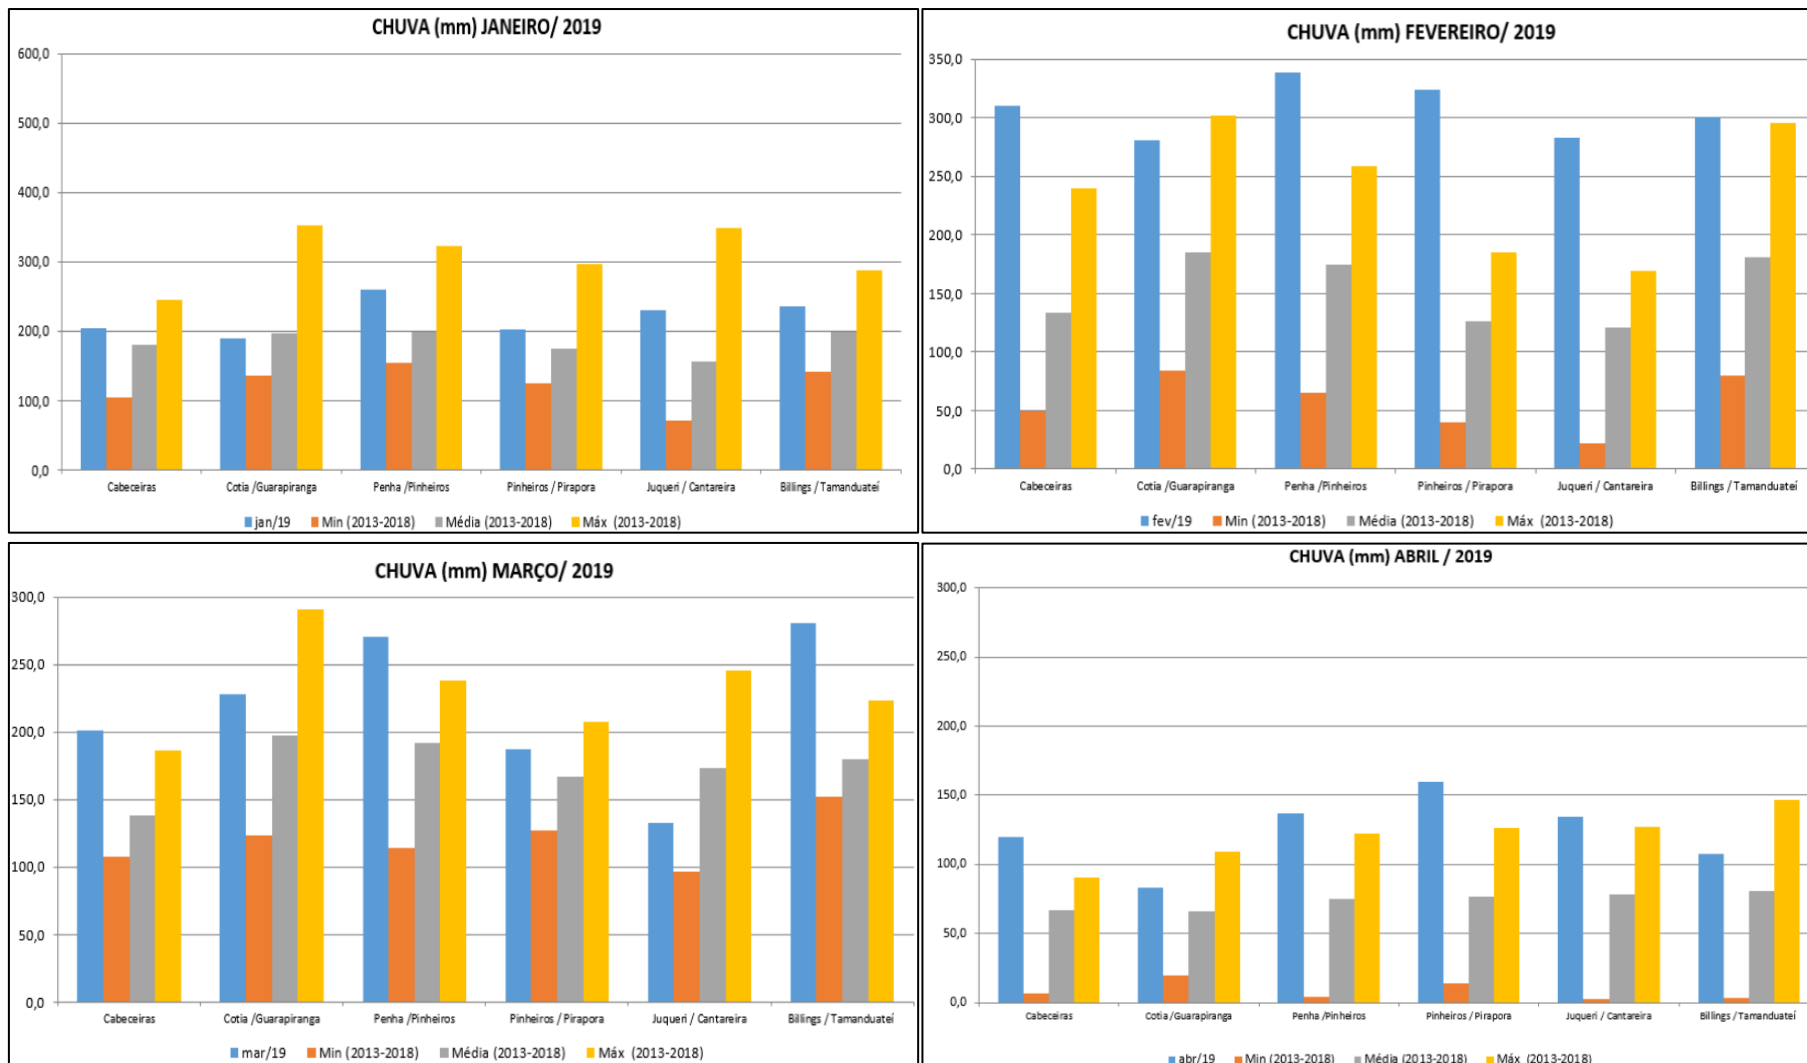 CHUVA (mm) JANEIRO/ 2019
600,0
500,0
400,0
300,0
200,0
100,0
0,0
Cabeceiras Cotia /Guarapiranga Penha /Pinheiros Pinheiros / Pirapora Juqueri / Cantareira Billings / Tamanduateí
jan/19 Min (2013-2018) Média (2013-2018) Máx (2013-2018)
CHUVA (mm) FEVEREIRO/ 2019
350,0
300,0
250,0
200,0
150,0
100,0
50,0
0,0
Cabeceiras Cotia /Guarapiranga Penha /Pinheiros Pinheiros / Pirapora Juqueri / Cantareira Billings / Tamanduateí
fev/19 Min (2013-2018) Média (2013-2018) Máx (2013-2018)
CHUVA (mm) MARÇO/ 2019
300,0
250,0
200,0
150,0
100,0
50,0
0,0
Cabeceiras Cotia /Guarapiranga Penha /Pinheiros Pinheiros / Pirapora Juqueri / Cantareira Billings / Tamanduateí
mar/19 Min (2013-2018) Média (2013-2018) Máx (2013-2018)
CHUVA (mm) ABRIL / 2019
300,0
250,0
200,0
150,0
100,0
50,0
0,0
Cabeceiras Cotia /Guarapiranga Penha /Pinheiros Pinheiros / Pirapora Juqueri / Cantareira Billings / Tamanduateí
abr/19 Min (2013-2018) Média (2013-2018) Máx (2013-2018)